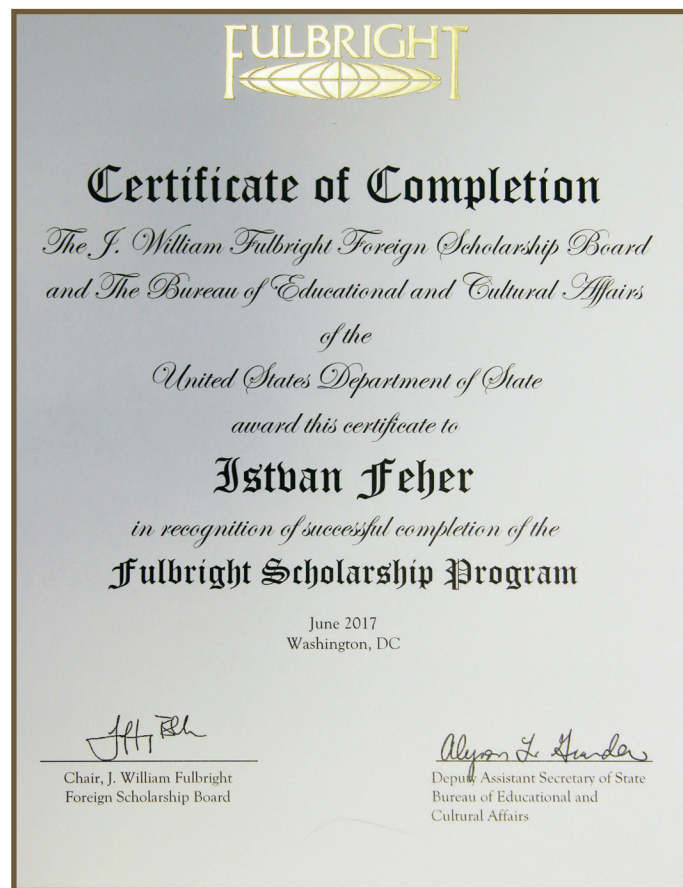 FULBRIGHT
Certificate of Completion
The J. William Fulbright Foreign Scholarship Board
and The Bureau of Educational and Cultural Affairs
of the
United States Department of State
award this certificate to
Istvan Feher
in recognition of successful completion of the
Fulbright Scholarship Program
June 2017
Washington, DC
Chair, J. William Fulbright
Foreign Scholarship Board
Deputy Assistant Secretary of State
Bureau of Educational and
Cultural Affairs